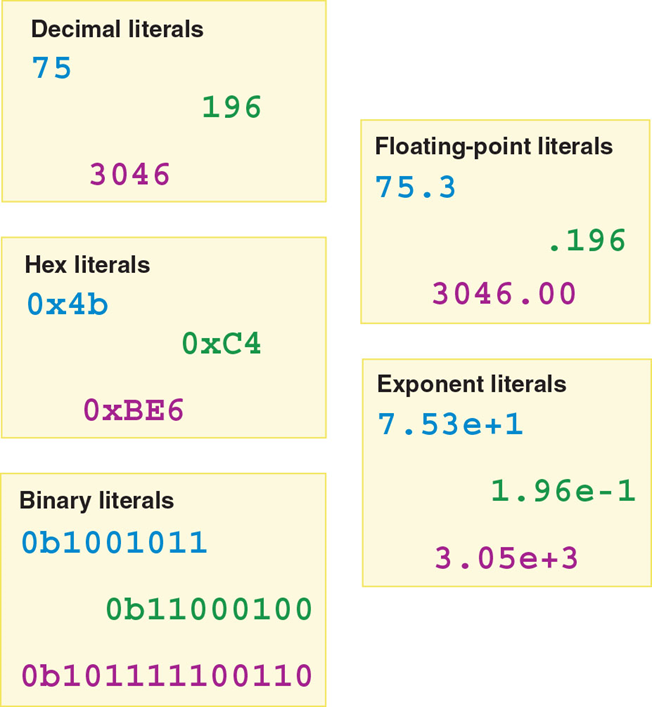 Decimal literals
75
196
3046
Hex literals
0x4b
0xC4
0xBE6
Binary literals
0b1001011
0b11000100
0b101111100110
Floating-point literals
75.3
.196
3046.00
Exponent literals
7.53e+1
1.96e-1
3.05e+3